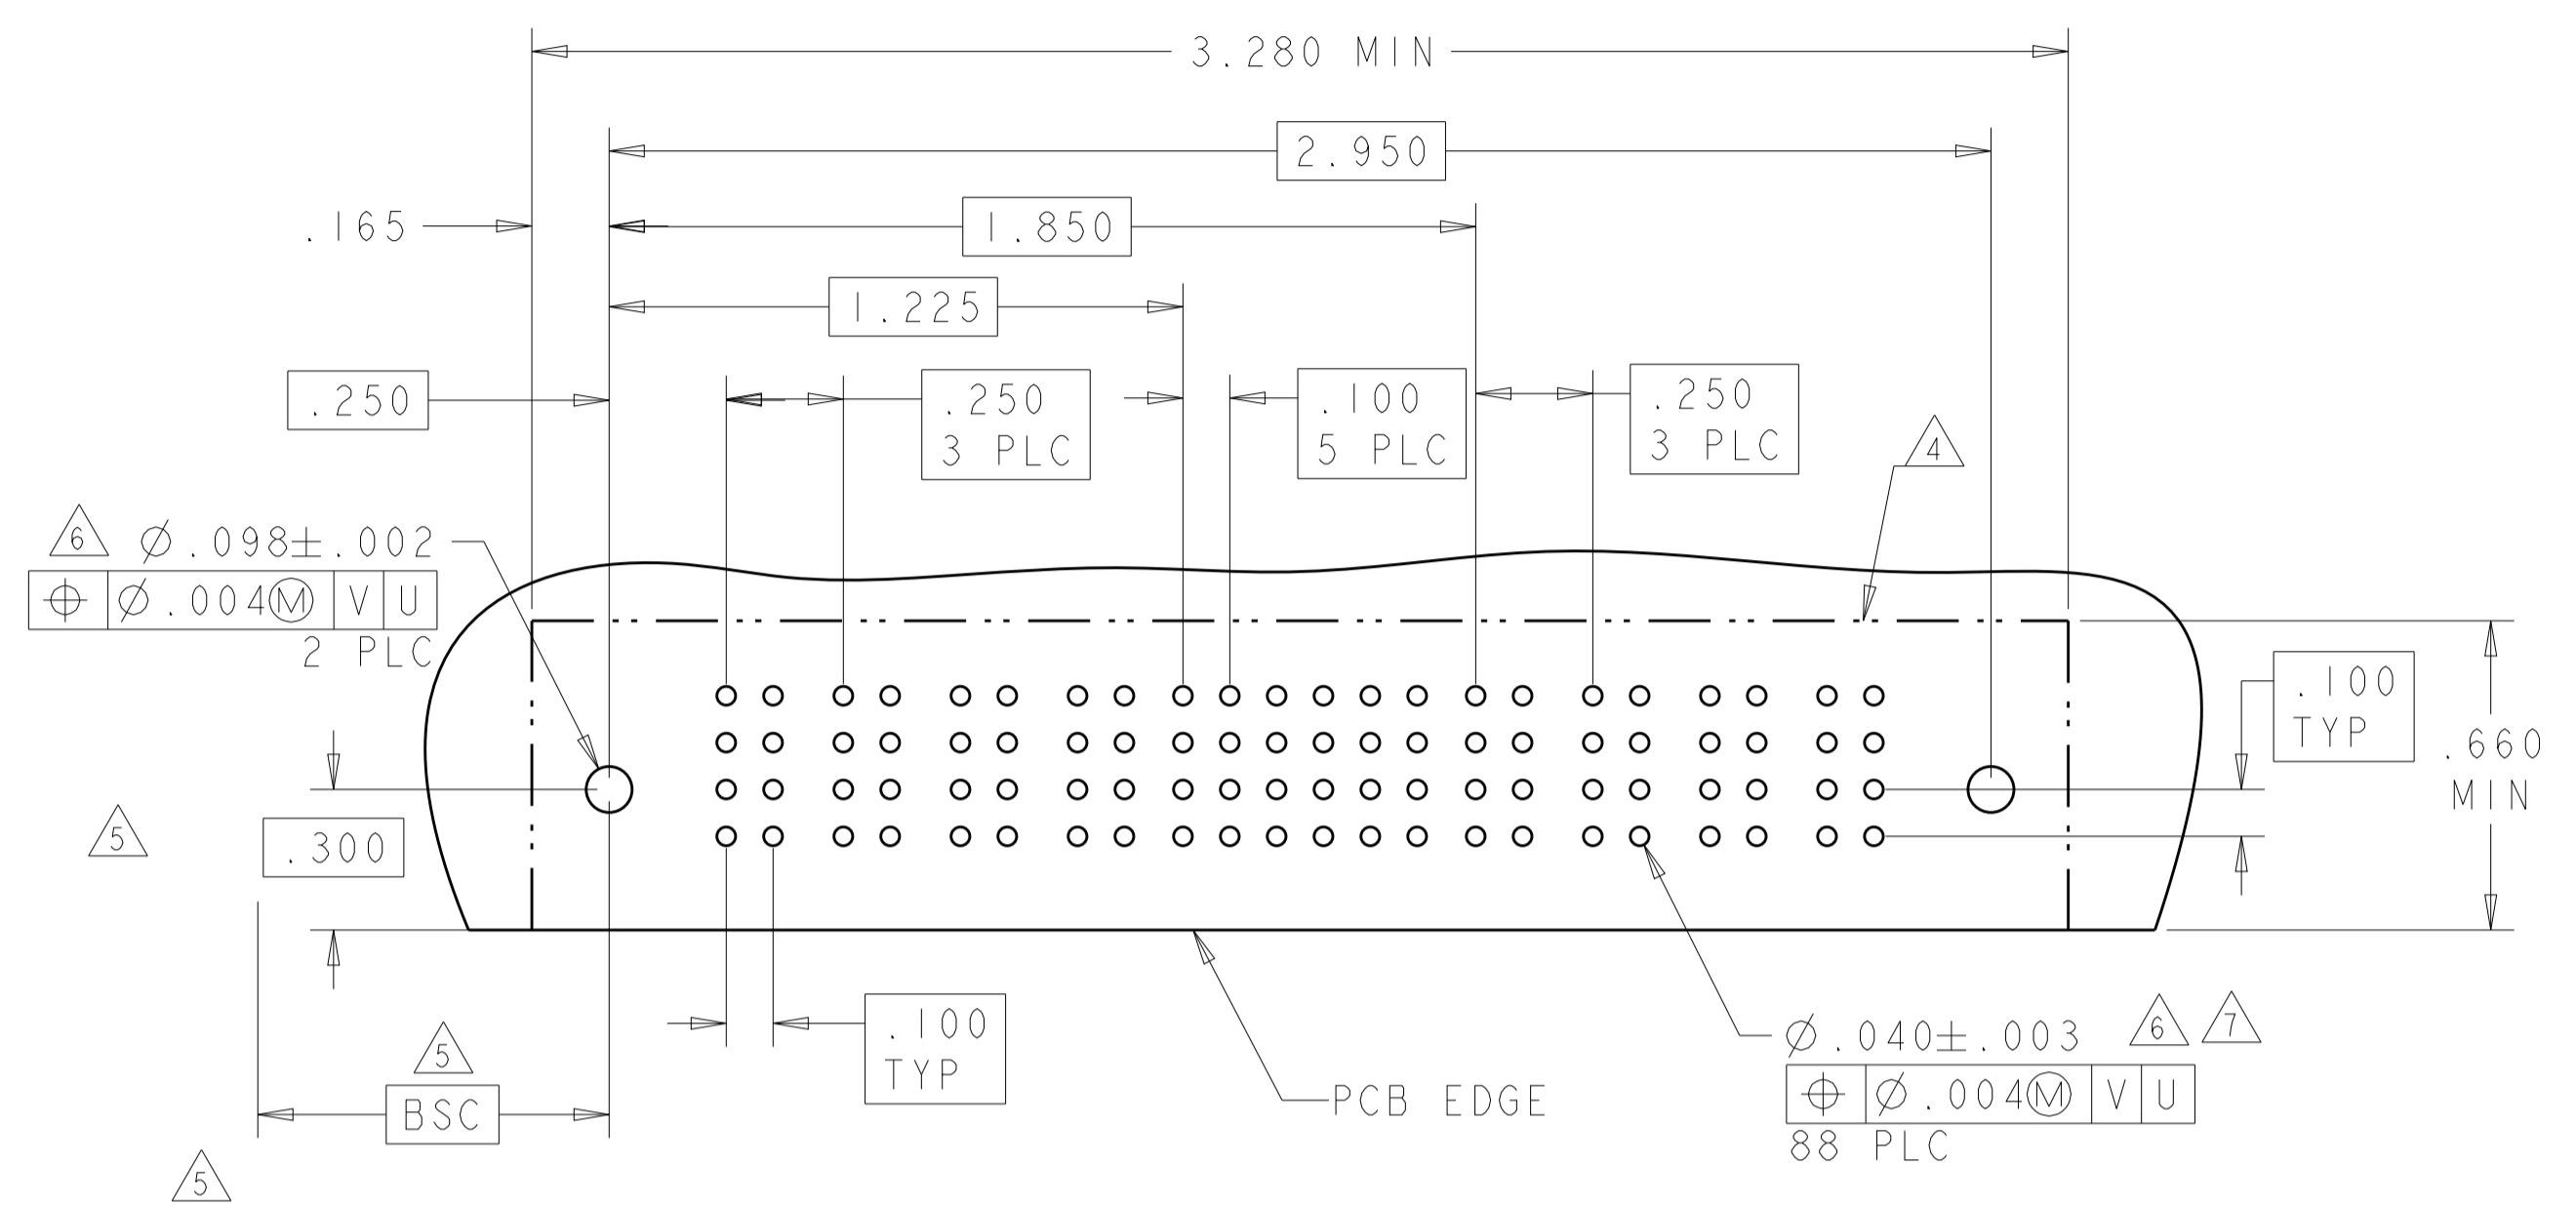 3.280 MIN
2.950
.165
1.850
1.225
.250
.250
3 PLC
.100
5 PLC
.250
3 PLC
4
6 Ø.098±.002
⌖ Ø.004Ⓜ V U
2 PLC
.100
TYP
.660
MIN
5
.300
.100
TYP
5
BSC
5
PCB EDGE
Ø.040±.003 6 7
⌖ Ø.004Ⓜ V U
88 PLC